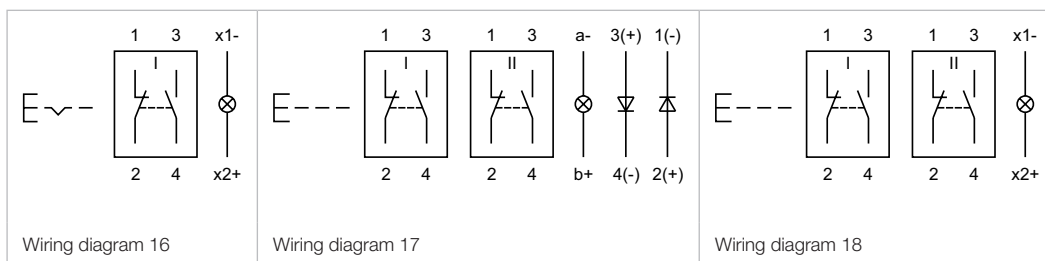 1 3 x1-
I
2 4 x2+
Wiring diagram 16
1 3 1 3 a- 3(+) 1(-)
I II
2 4 2 4 b+ 4(-) 2(+)
Wiring diagram 17
1 3 1 3 x1-
I II
2 4 2 4 x2+
Wiring diagram 18